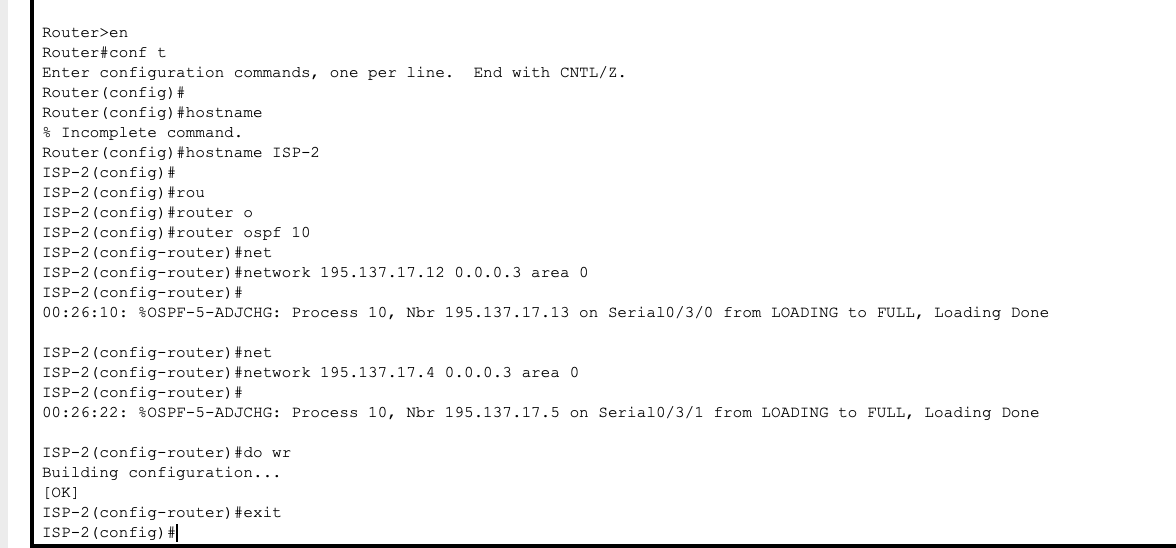 Router>en
Router#conf t
Enter configuration commands, one per line.  End with CNTL/Z.
Router(config)#
Router(config)#hostname
% Incomplete command.
Router(config)#hostname ISP-2
ISP-2(config)#
ISP-2(config)#rou
ISP-2(config)#router o
ISP-2(config)#router ospf 10
ISP-2(config-router)#net
ISP-2(config-router)#network 195.137.17.12 0.0.0.3 area 0
ISP-2(config-router)#
00:26:10: %OSPF-5-ADJCHG: Process 10, Nbr 195.137.17.13 on Serial0/3/0 from LOADING to FULL, Loading Done
ISP-2(config-router)#net
ISP-2(config-router)#network 195.137.17.4 0.0.0.3 area 0
ISP-2(config-router)#
00:26:22: %OSPF-5-ADJCHG: Process 10, Nbr 195.137.17.5 on Serial0/3/1 from LOADING to FULL, Loading Done
ISP-2(config-router)#do wr
Building configuration...
[OK]
ISP-2(config-router)#exit
ISP-2(config)#